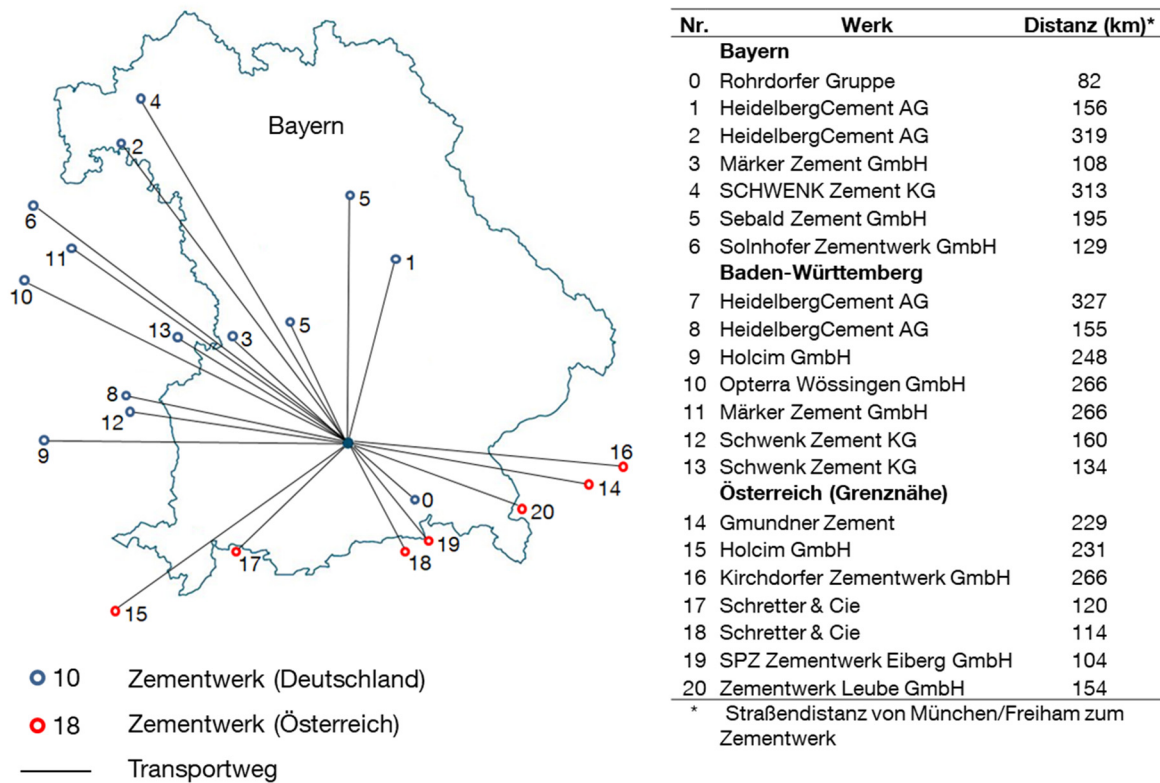 Bayern
4
2
5
6
11
1
10
13
3
5
8
12
9
16
14
0
20
19
17
18
15
10 Zementwerk (Deutschland)
18 Zementwerk (Österreich)
Transportweg
Nr. Werk Distanz (km)*
Bayern
0 Rohrdorfer Gruppe 82
1 HeidelbergCement AG 156
2 HeidelbergCement AG 319
3 Märker Zement GmbH 108
4 SCHWENK Zement KG 313
5 Sebald Zement GmbH 195
6 Solnhofer Zementwerk GmbH 129
Baden-Württemberg
7 HeidelbergCement AG 327
8 HeidelbergCement AG 155
9 Holcim GmbH 248
10 Opterra Wössingen GmbH 266
11 Märker Zement GmbH 266
12 Schwenk Zement KG 160
13 Schwenk Zement KG 134
Österreich (Grenznähe)
14 Gmundner Zement 229
15 Holcim GmbH 231
16 Kirchdorfer Zementwerk GmbH 266
17 Schretter & Cie 120
18 Schretter & Cie 114
19 SPZ Zementwerk Eiberg GmbH 104
20 Zementwerk Leube GmbH 154
* Straßendistanz von München/Freiham zum
Zementwerk